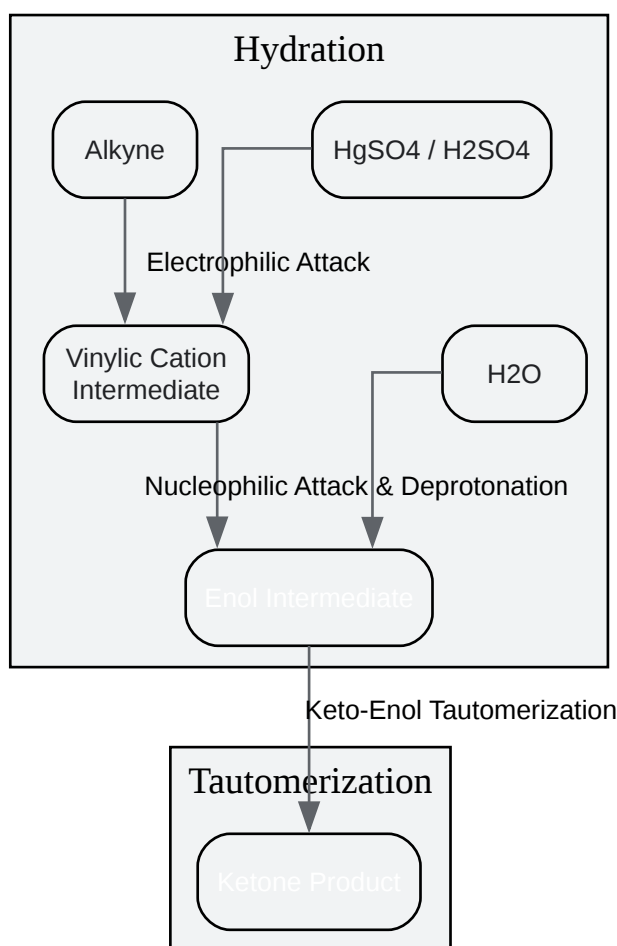 Hydration
Alkyne
HgSO4 / H2SO4
Electrophilic Attack
Vinylic Cation
Intermediate
H2O
Nucleophilic Attack & Deprotonation
Enol Intermediate
Keto-Enol Tautomerization
Tautomerization
Ketone Product